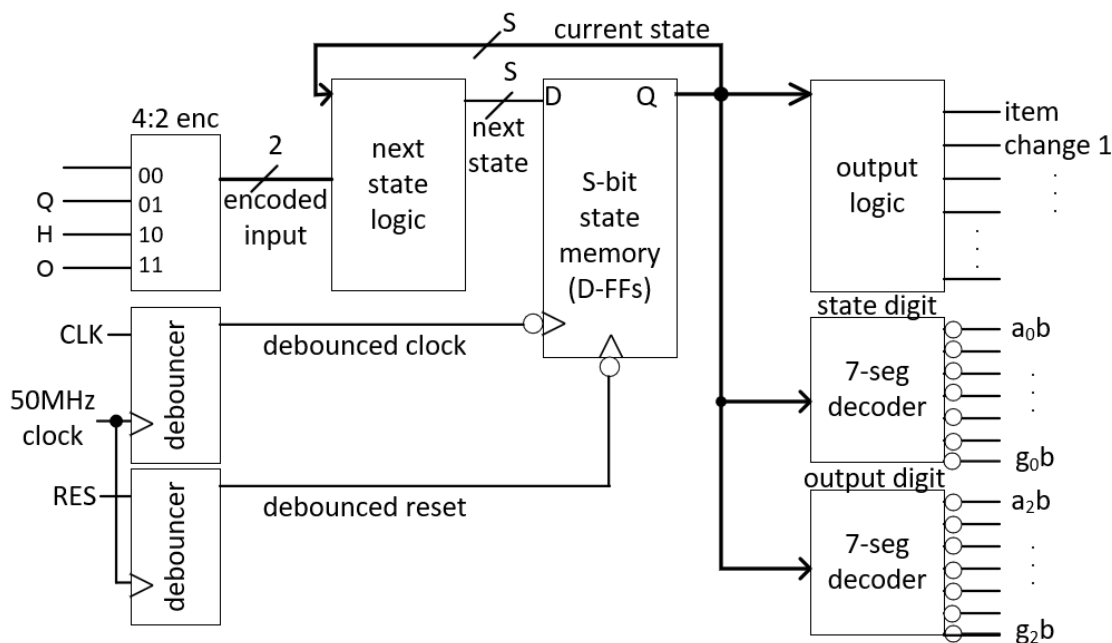 S
current state
4:2 enc
00
01
10
11
Q
H
O
2
encoded
input
next
state
logic
S
next
state
D
Q
S-bit
state
memory
(D-FFs)
output
logic
item
change 1
CLK
debouncer
debounced clock
50MHz
clock
RES
debouncer
debounced reset
state digit
7-seg
decoder
a₀b
g₀b
output digit
7-seg
decoder
a₂b
g₂b